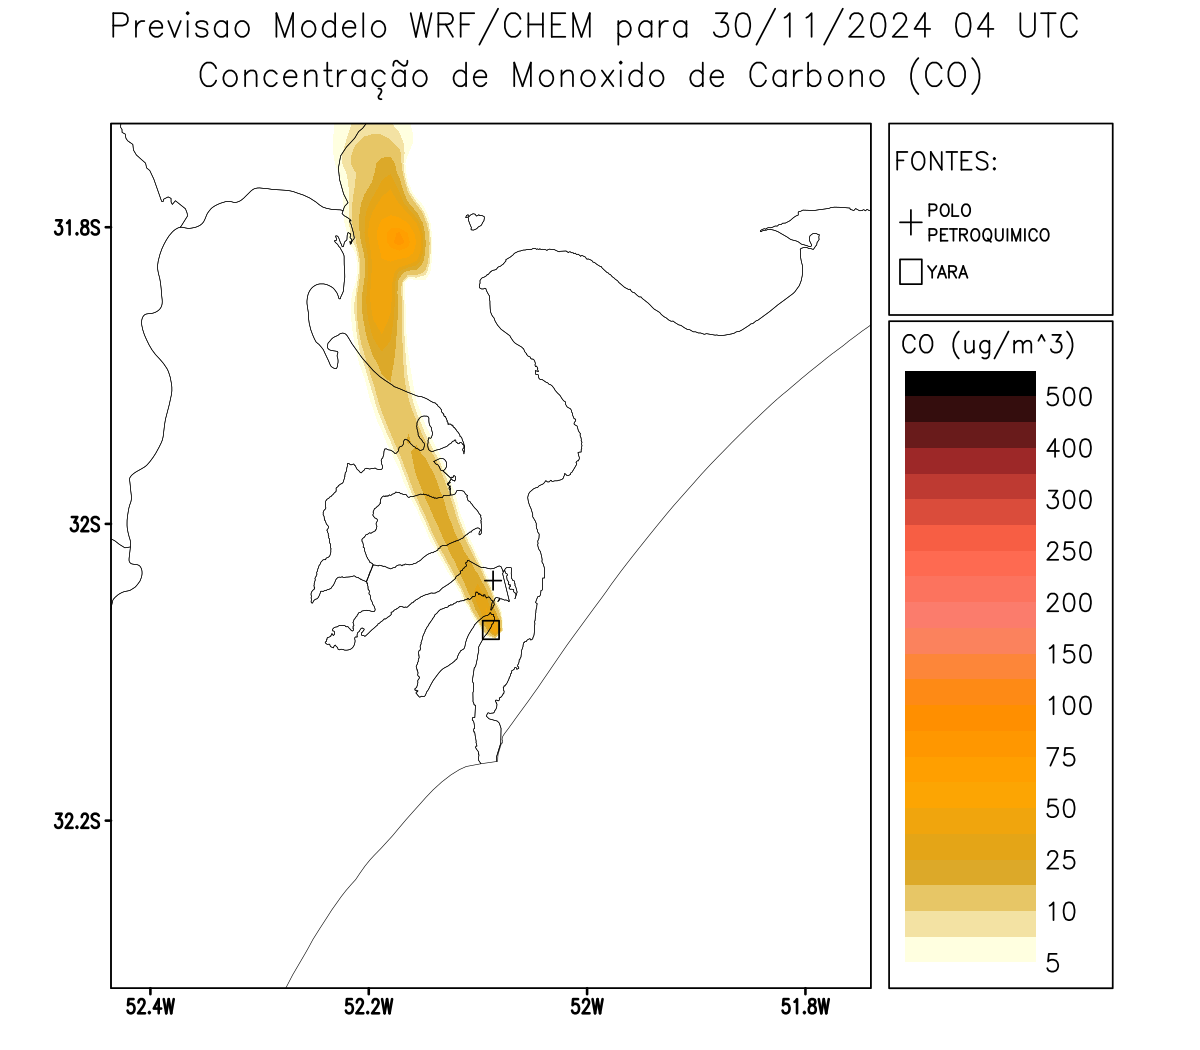 Previsao Modelo WRF/CHEM para 30/11/2024 04 UTC
Concentração de Monoxido de Carbono (CO)
FONTES:
POLO
PETROQUIMICO
YARA
CO (ug/m^3)
500
400
300
250
200
150
100
75
50
25
10
5
31.8S
32S
32.2S
52.4W
52.2W
52W
51.8W